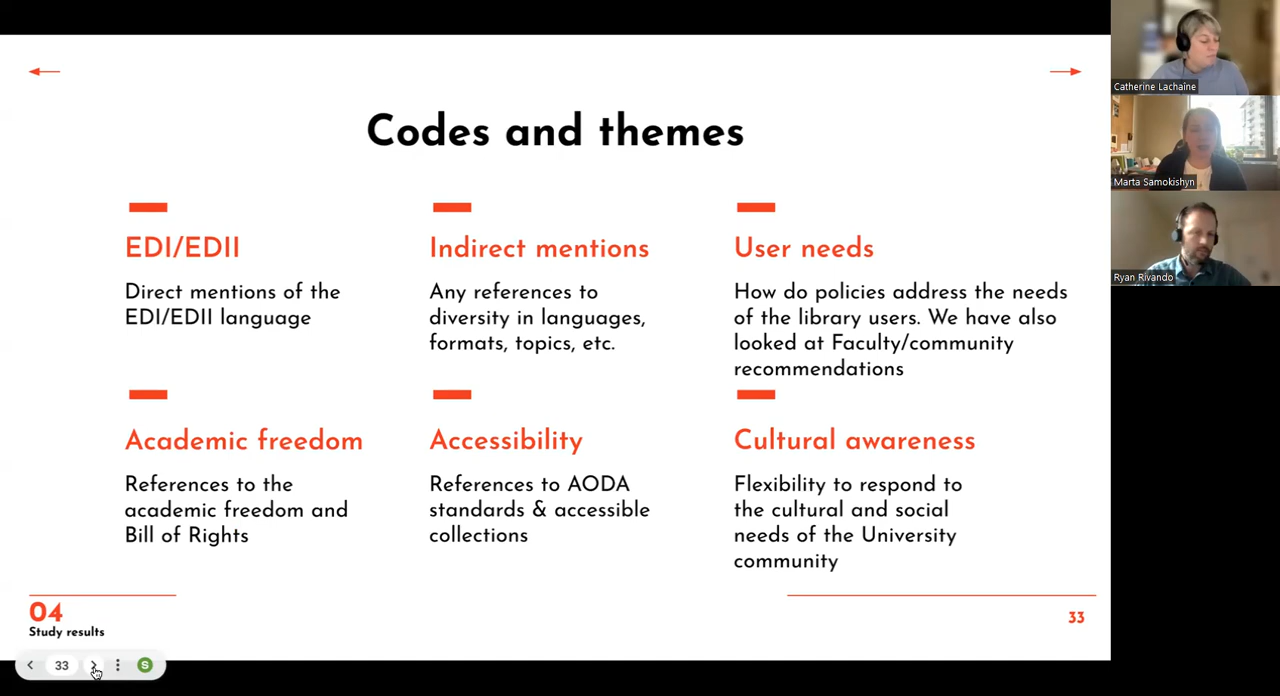 Codes and themes
EDI/EDII
Direct mentions of the
EDI/EDII language
Indirect mentions
Any references to
diversity in languages,
formats, topics, etc.
User needs
How do policies address the needs
of the library users. We have also
looked at Faculty/community
recommendations
Academic freedom
References to the
academic freedom and
Bill of Rights
Accessibility
References to AODA
standards & accessible
collections
Cultural awareness
Flexibility to respond to
the cultural and social
needs of the University
community
04
Study results
33
33
S
Catherine Lachaîne
Marta Samokishyn
Ryan Rivando